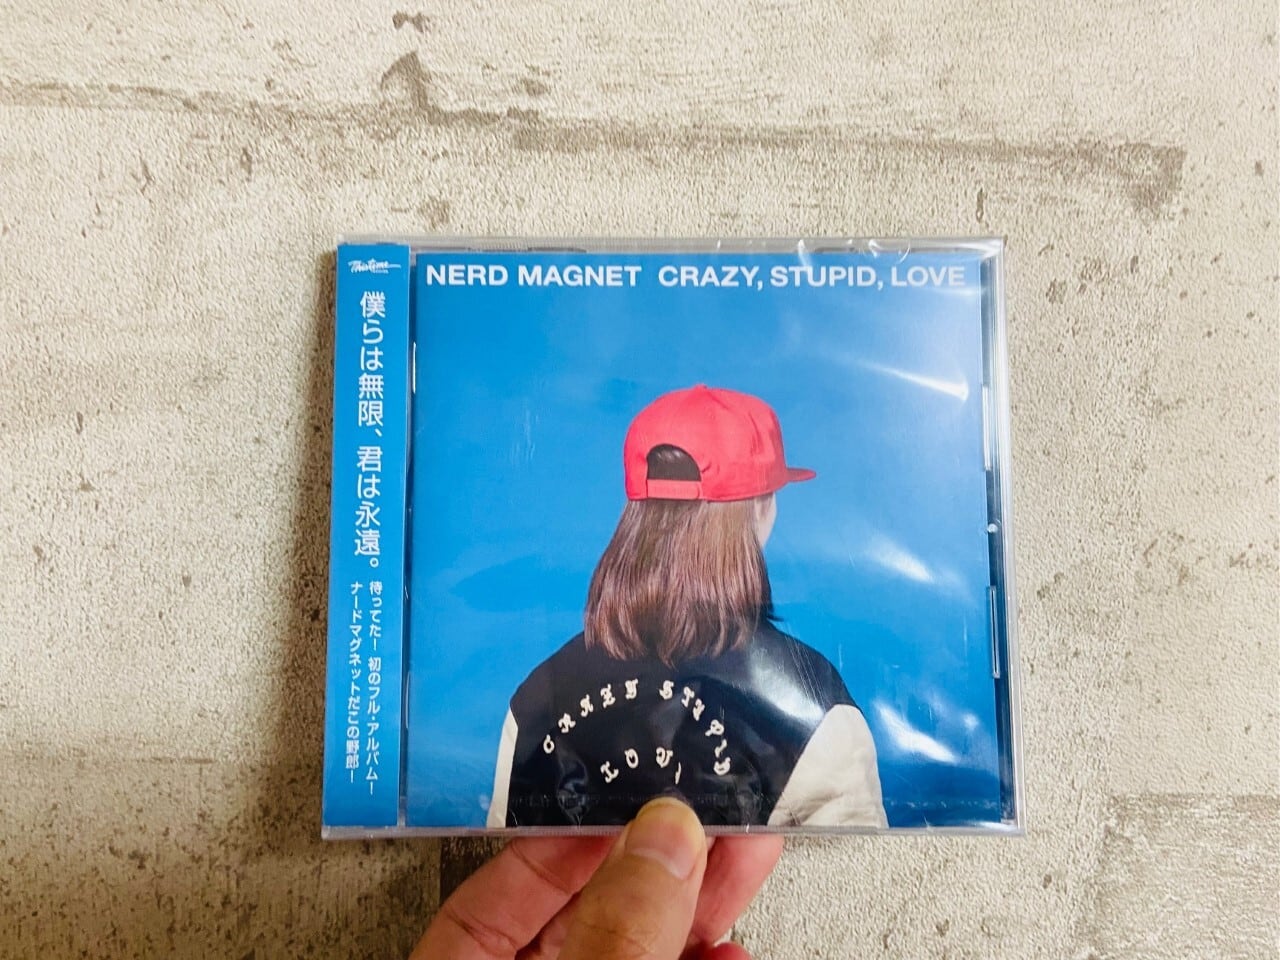 NERD MAGNET CRAZY, STUPID, LOVE
Thistime
僕らは無限、君は永遠。
待ってた！ 初のフル・アルバム！
ナードマグネットだこの野郎！
CRAZY STUPID
LOVE